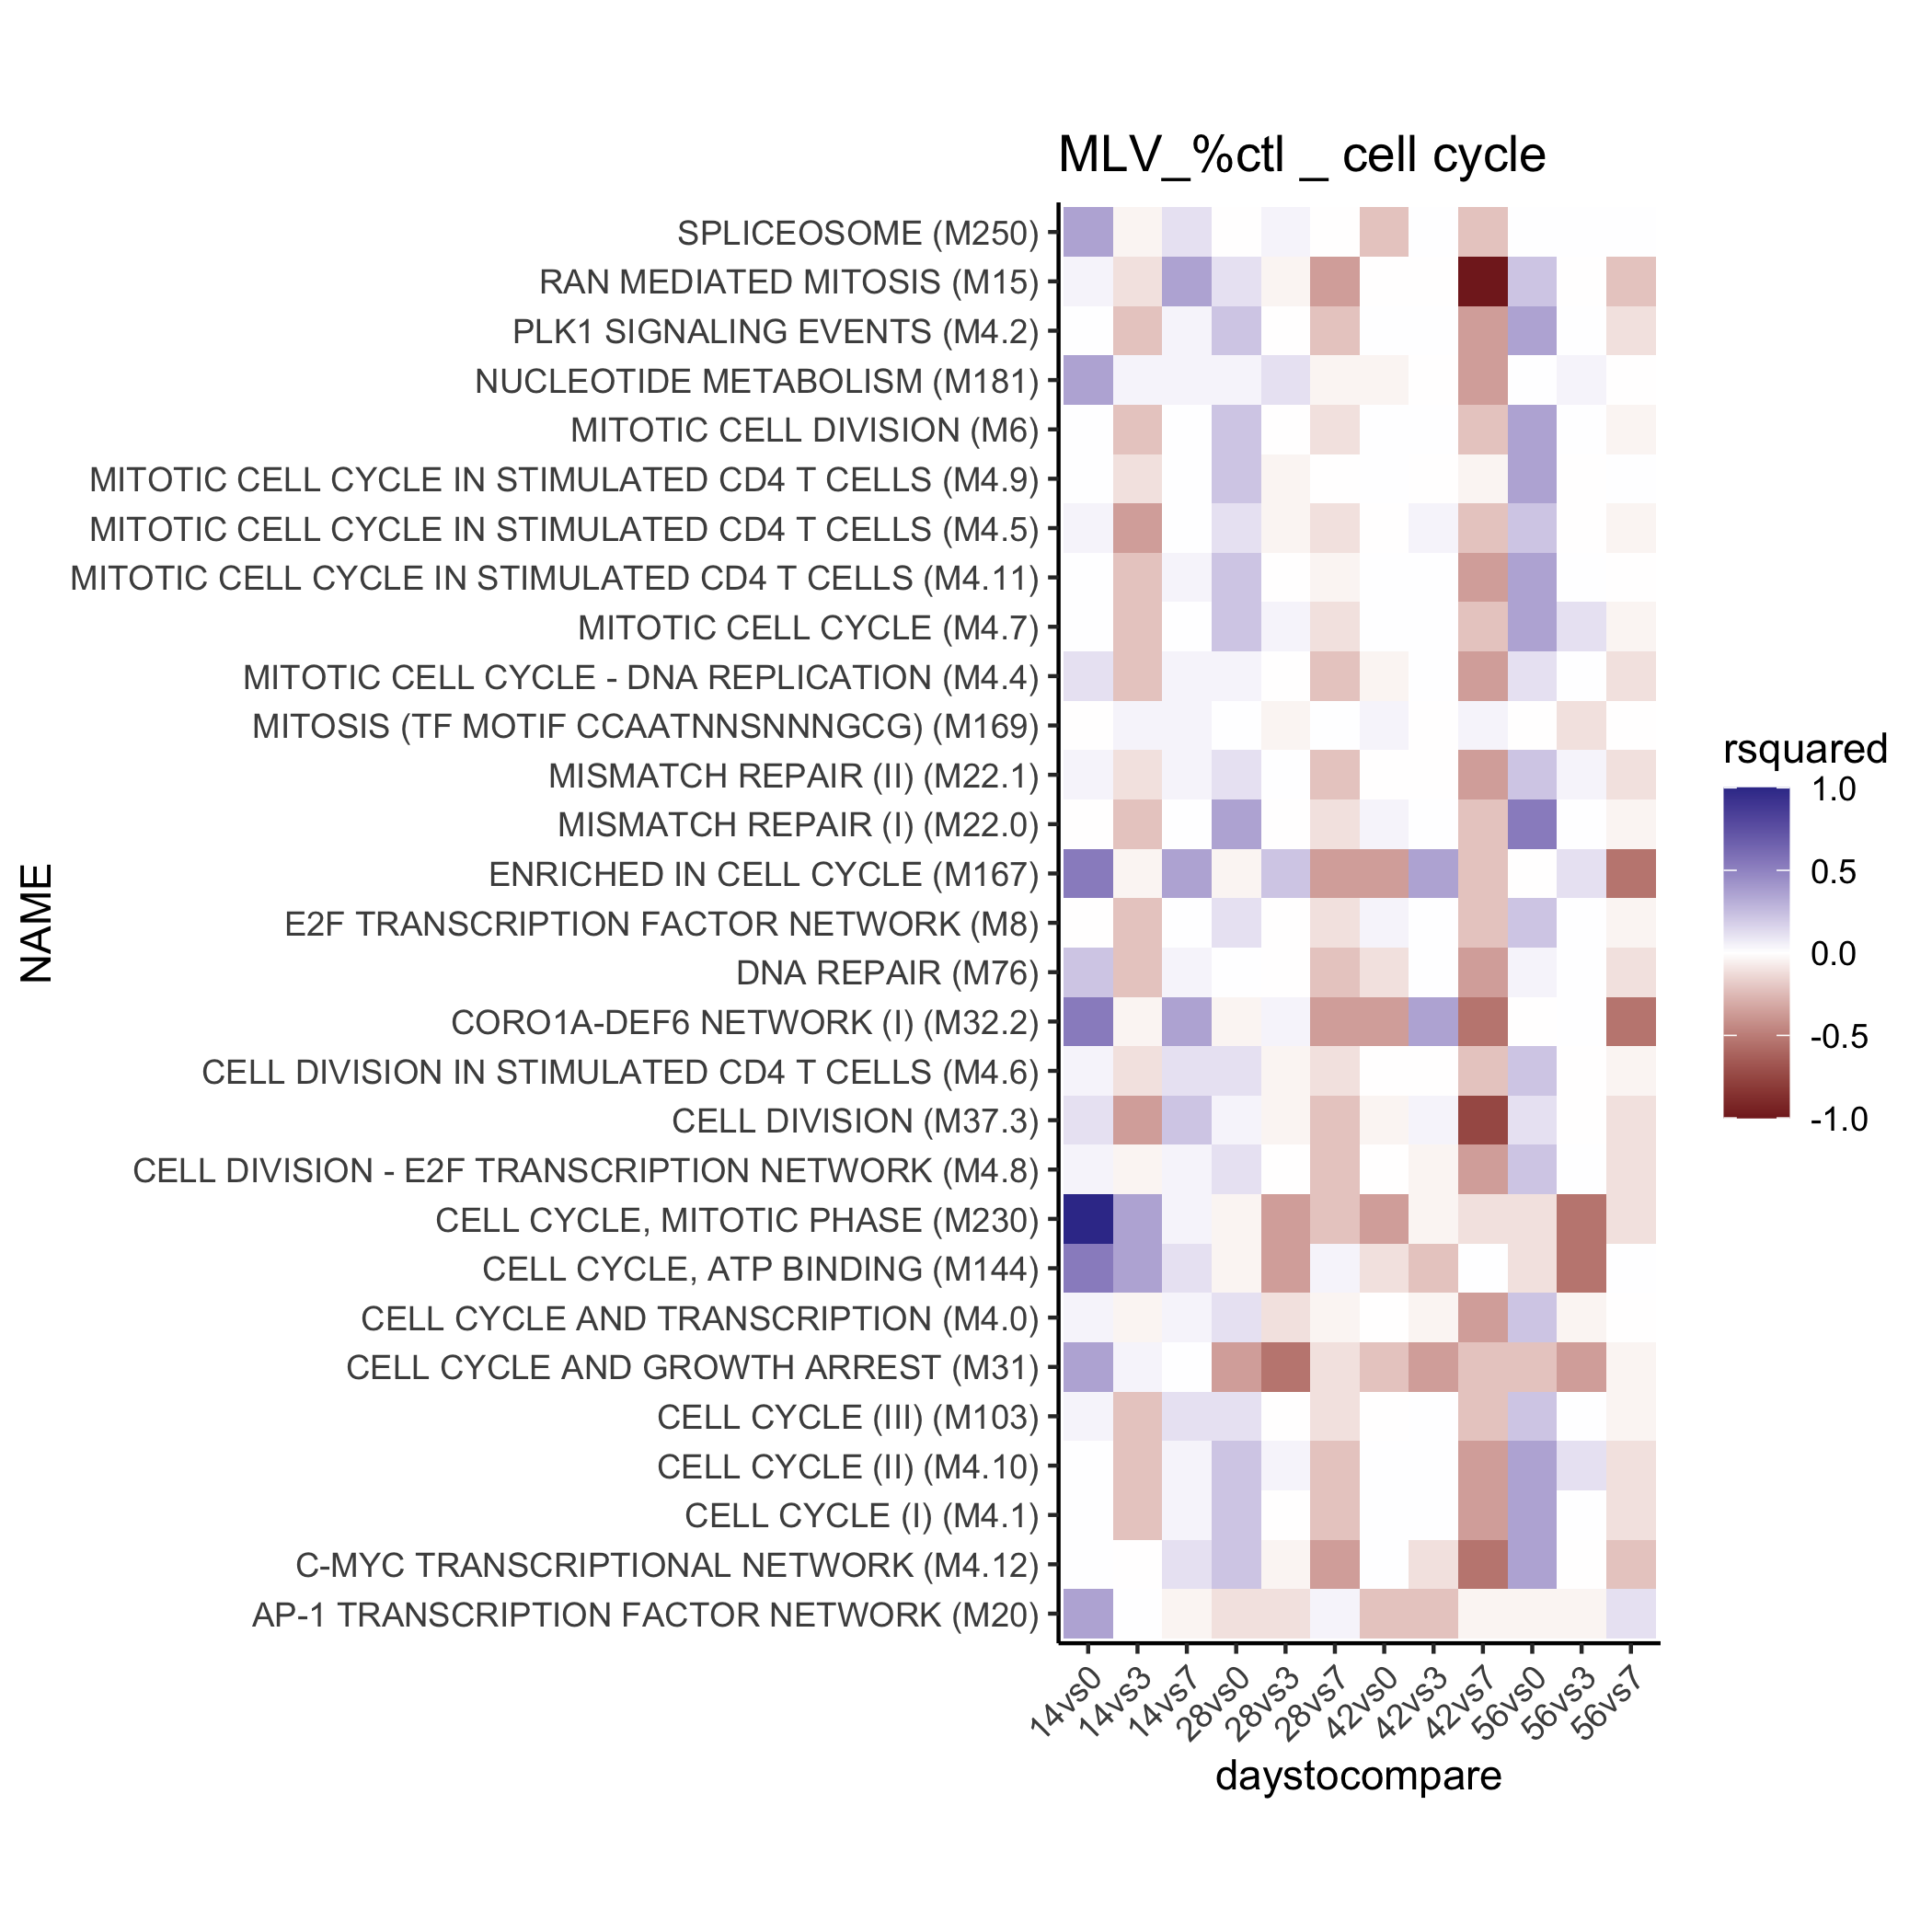 MLV_%ctl _ cell cycle
SPLICEOSOME (M250)
RAN MEDIATED MITOSIS (M15)
PLK1 SIGNALING EVENTS (M4.2)
NUCLEOTIDE METABOLISM (M181)
MITOTIC CELL DIVISION (M6)
MITOTIC CELL CYCLE IN STIMULATED CD4 T CELLS (M4.9)
MITOTIC CELL CYCLE IN STIMULATED CD4 T CELLS (M4.5)
MITOTIC CELL CYCLE IN STIMULATED CD4 T CELLS (M4.11)
MITOTIC CELL CYCLE (M4.7)
MITOTIC CELL CYCLE - DNA REPLICATION (M4.4)
MITOSIS (TF MOTIF CCAATNNSNNNGCG) (M169)
MISMATCH REPAIR (II) (M22.1)
MISMATCH REPAIR (I) (M22.0)
ENRICHED IN CELL CYCLE (M167)
E2F TRANSCRIPTION FACTOR NETWORK (M8)
DNA REPAIR (M76)
CORO1A-DEF6 NETWORK (I) (M32.2)
CELL DIVISION IN STIMULATED CD4 T CELLS (M4.6)
CELL DIVISION (M37.3)
CELL DIVISION - E2F TRANSCRIPTION NETWORK (M4.8)
CELL CYCLE, MITOTIC PHASE (M230)
CELL CYCLE, ATP BINDING (M144)
CELL CYCLE AND TRANSCRIPTION (M4.0)
CELL CYCLE AND GROWTH ARREST (M31)
CELL CYCLE (III) (M103)
CELL CYCLE (II) (M4.10)
CELL CYCLE (I) (M4.1)
C-MYC TRANSCRIPTIONAL NETWORK (M4.12)
AP-1 TRANSCRIPTION FACTOR NETWORK (M20)
NAME
14vs0
14vs3
14vs7
28vs0
28vs3
28vs7
42vs0
42vs3
42vs7
56vs0
56vs3
56vs7
daystocompare
rsquared
1.0
0.5
0.0
-0.5
-1.0